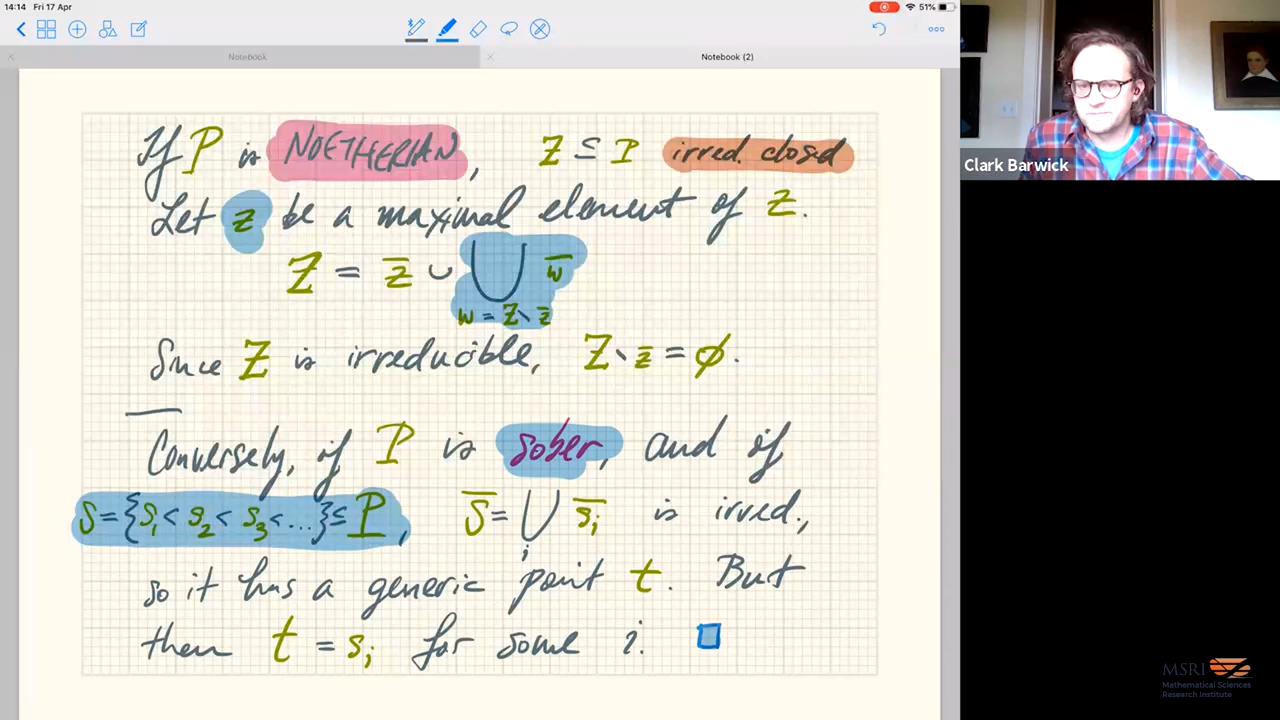 14:14 Fri 17 Apr
51%
Notebook
Notebook (2)
If P is NOETHERIAN, Z ⊆ P irred. closed
Let z be a maximal element of Z.
Z = z̅ ∪ ⋃ w̅
w = Z∖z̅
Since Z is irreducible, Z∖z̅ = ∅.
Conversely, if P is sober, and if
S={s₁<s₂<s₃<...}≤P, S̅ = ⋃ s̅ᵢ is irred.,
i
so it has a generic point t. But
then t = sᵢ for some i. □
Clark Barwick
MSRI
Mathematical Sciences
Research Institute